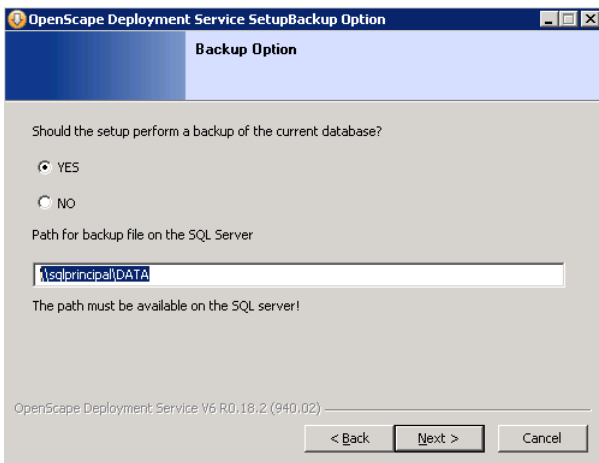 OpenScape Deployment Service SetupBackup Option
Backup Option
Should the setup perform a backup of the current database?
YES
NO
Path for backup file on the SQL Server
\\sqlprincipal\DATA
The path must be available on the SQL server!
OpenScape Deployment Service V6 R0.18.2 (940.02)
< Back Next > Cancel